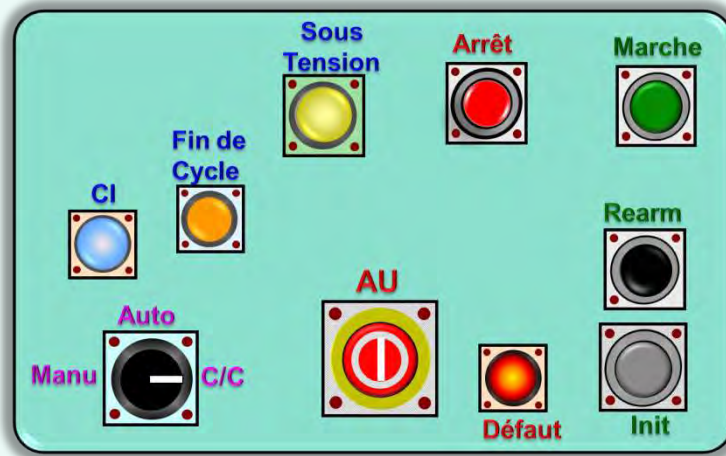 Sous
Tension
Arrêt
Marche
Fin de
Cycle
CI
Rearm
AU
Auto
Manu
C/C
Défaut
Init